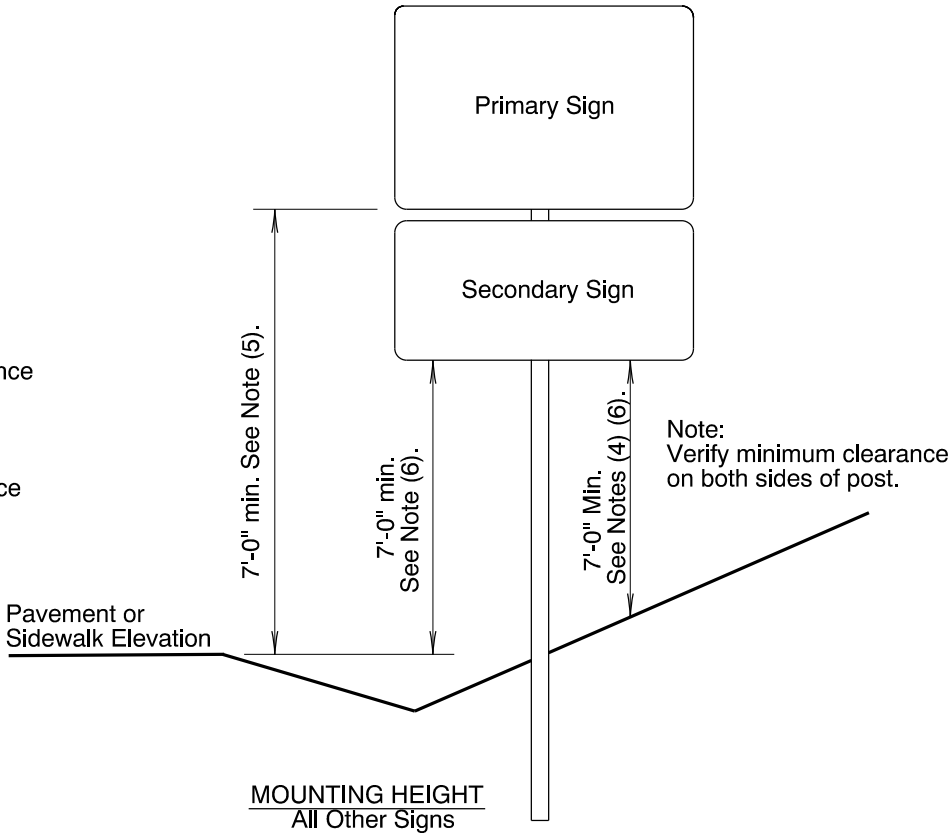 Primary Sign
Secondary Sign
7'-0" min. See Note (5).
7'-0" min.
See Note (6).
7'-0" Min.
See Notes (4) (6).
Note:
Verify minimum clearance
on both sides of post.
Pavement or
Sidewalk Elevation
MOUNTING HEIGHT
All Other Signs